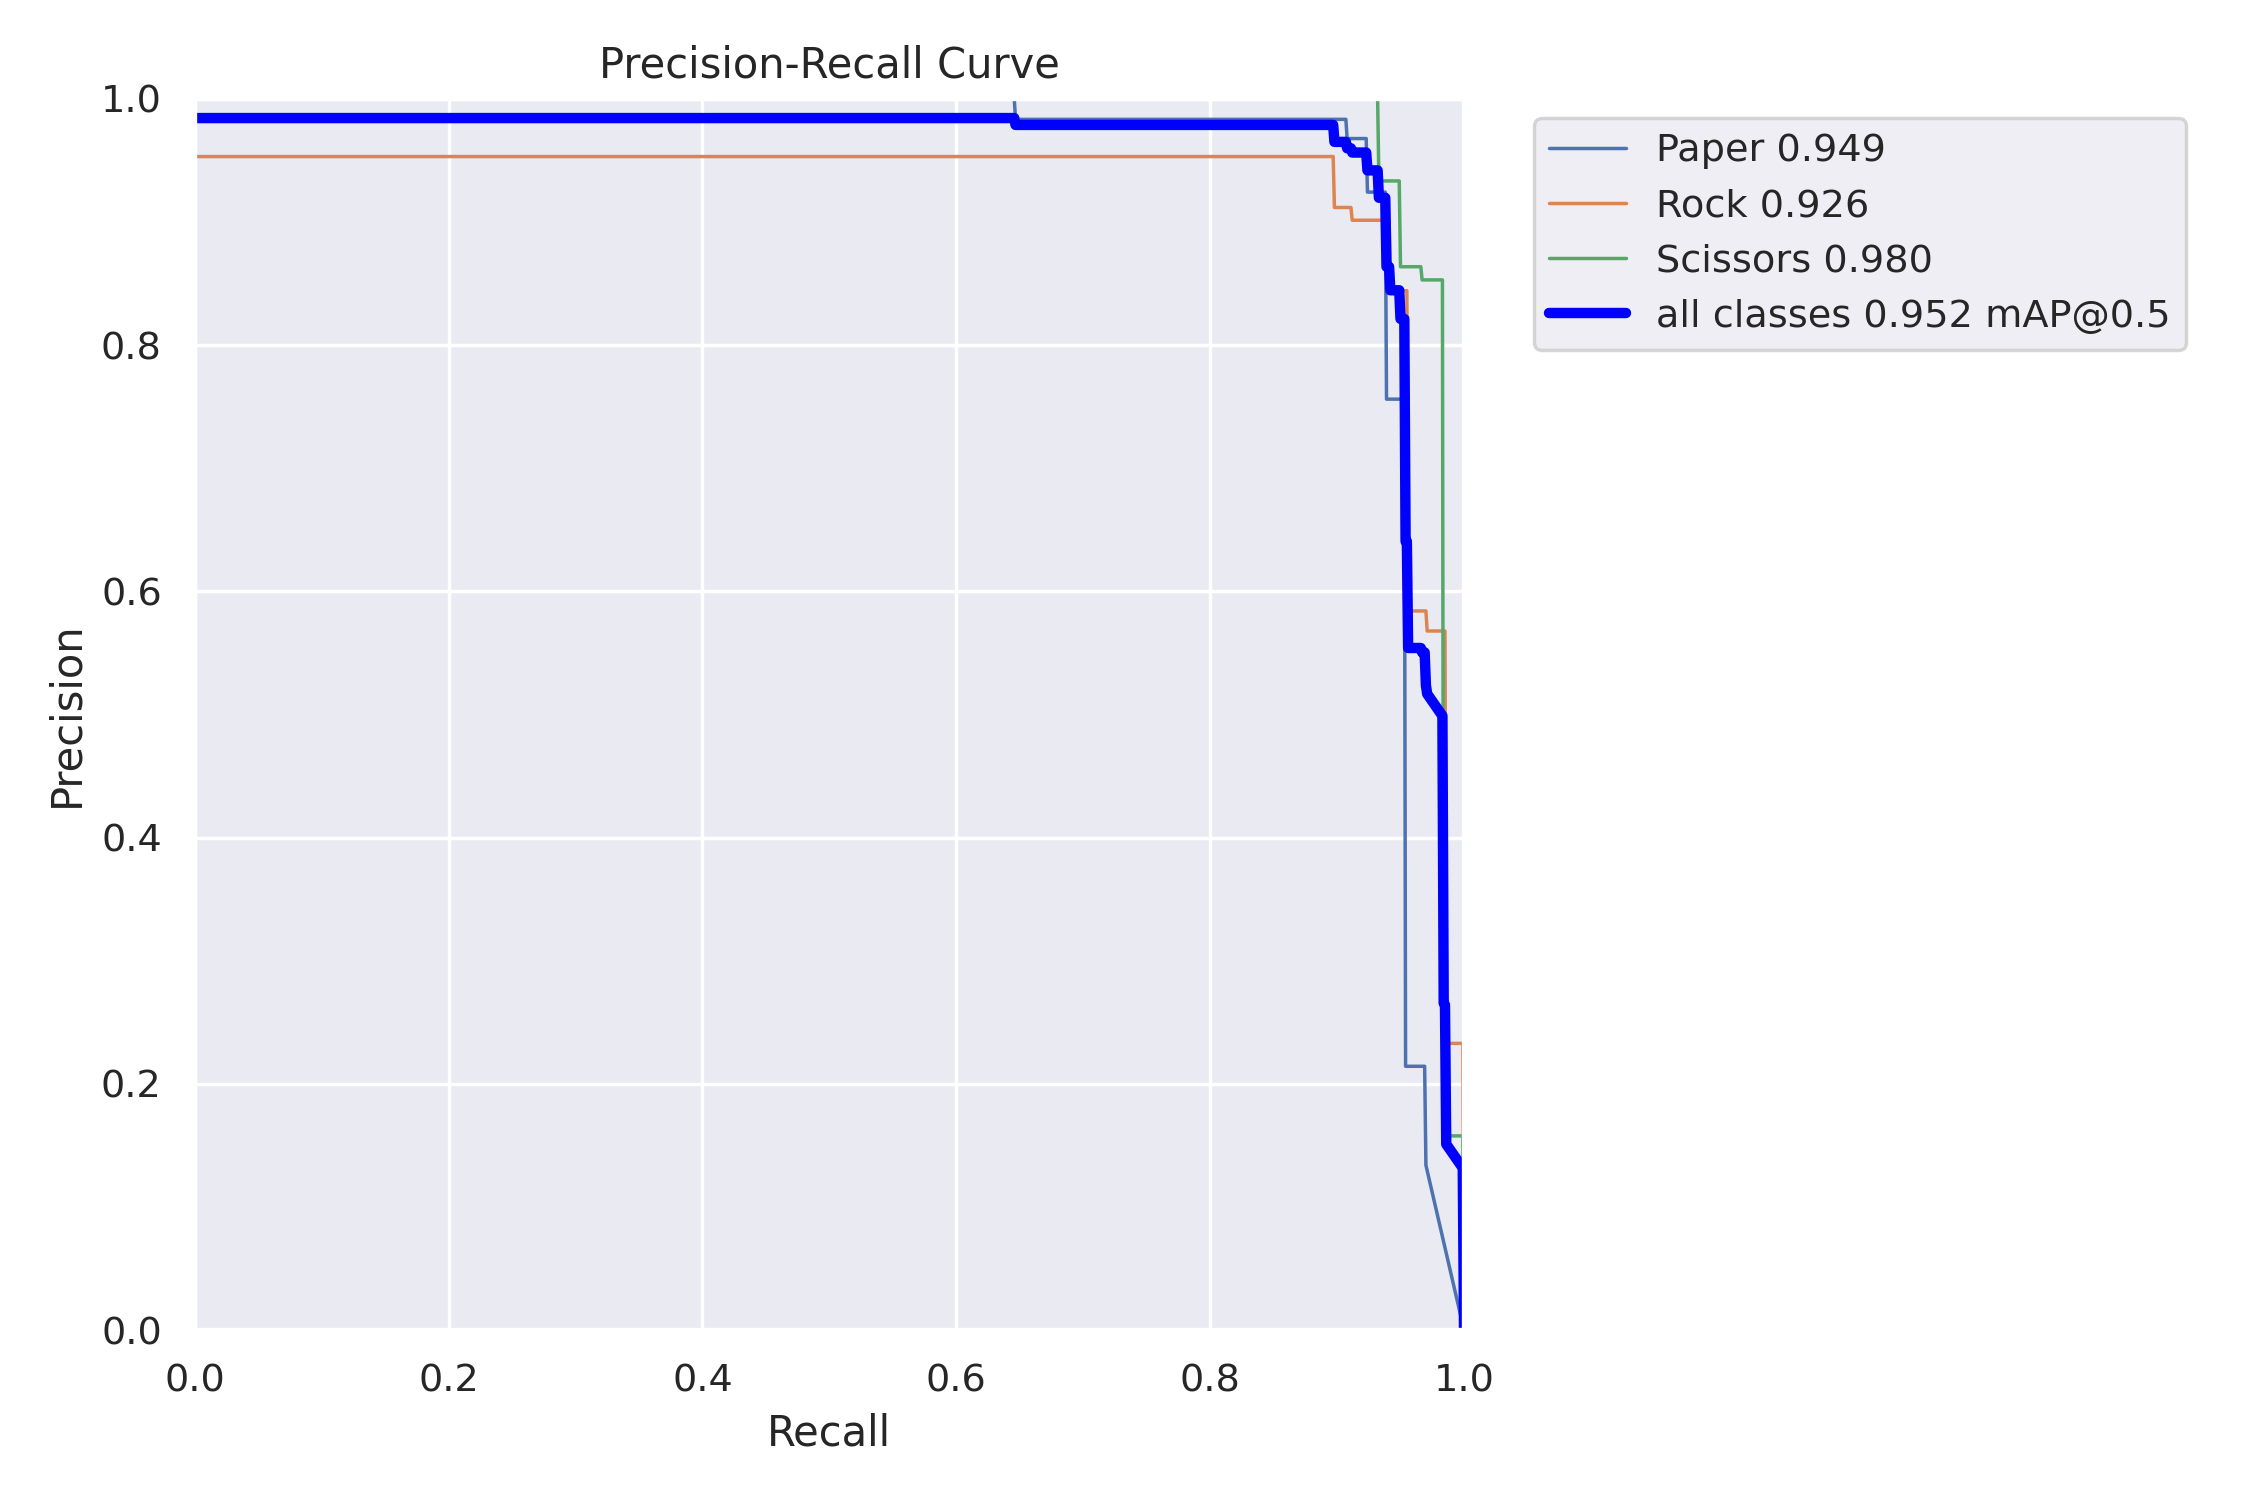 Precision-Recall Curve
1.0
0.8
0.6
0.4
0.2
0.0
Precision
0.0 0.2 0.4 0.6 0.8 1.0
Recall
Paper 0.949
Rock 0.926
Scissors 0.980
all classes 0.952 mAP@0.5